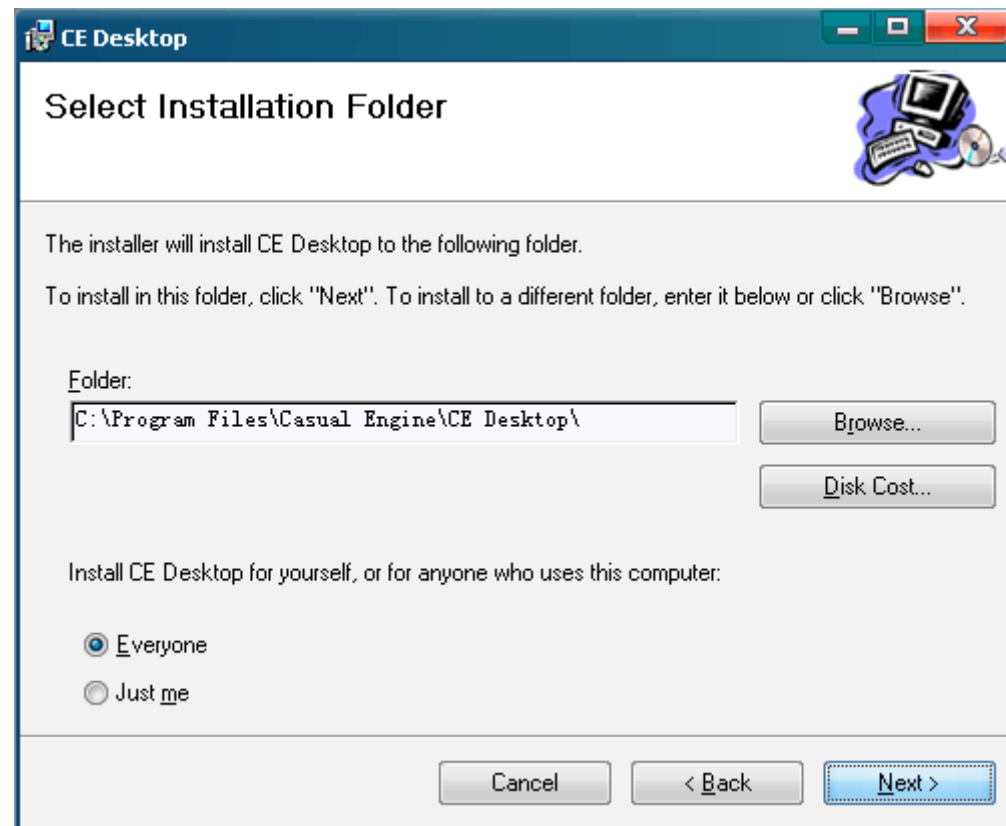 CE Desktop
Select Installation Folder
The installer will install CE Desktop to the following folder.
To install in this folder, click "Next". To install to a different folder, enter it below or click "Browse".
Folder:
C:\Program Files\Casual Engine\CE Desktop\
Browse...
Disk Cost...
Install CE Desktop for yourself, or for anyone who uses this computer:
Everyone
Just me
Cancel
< Back
Next >